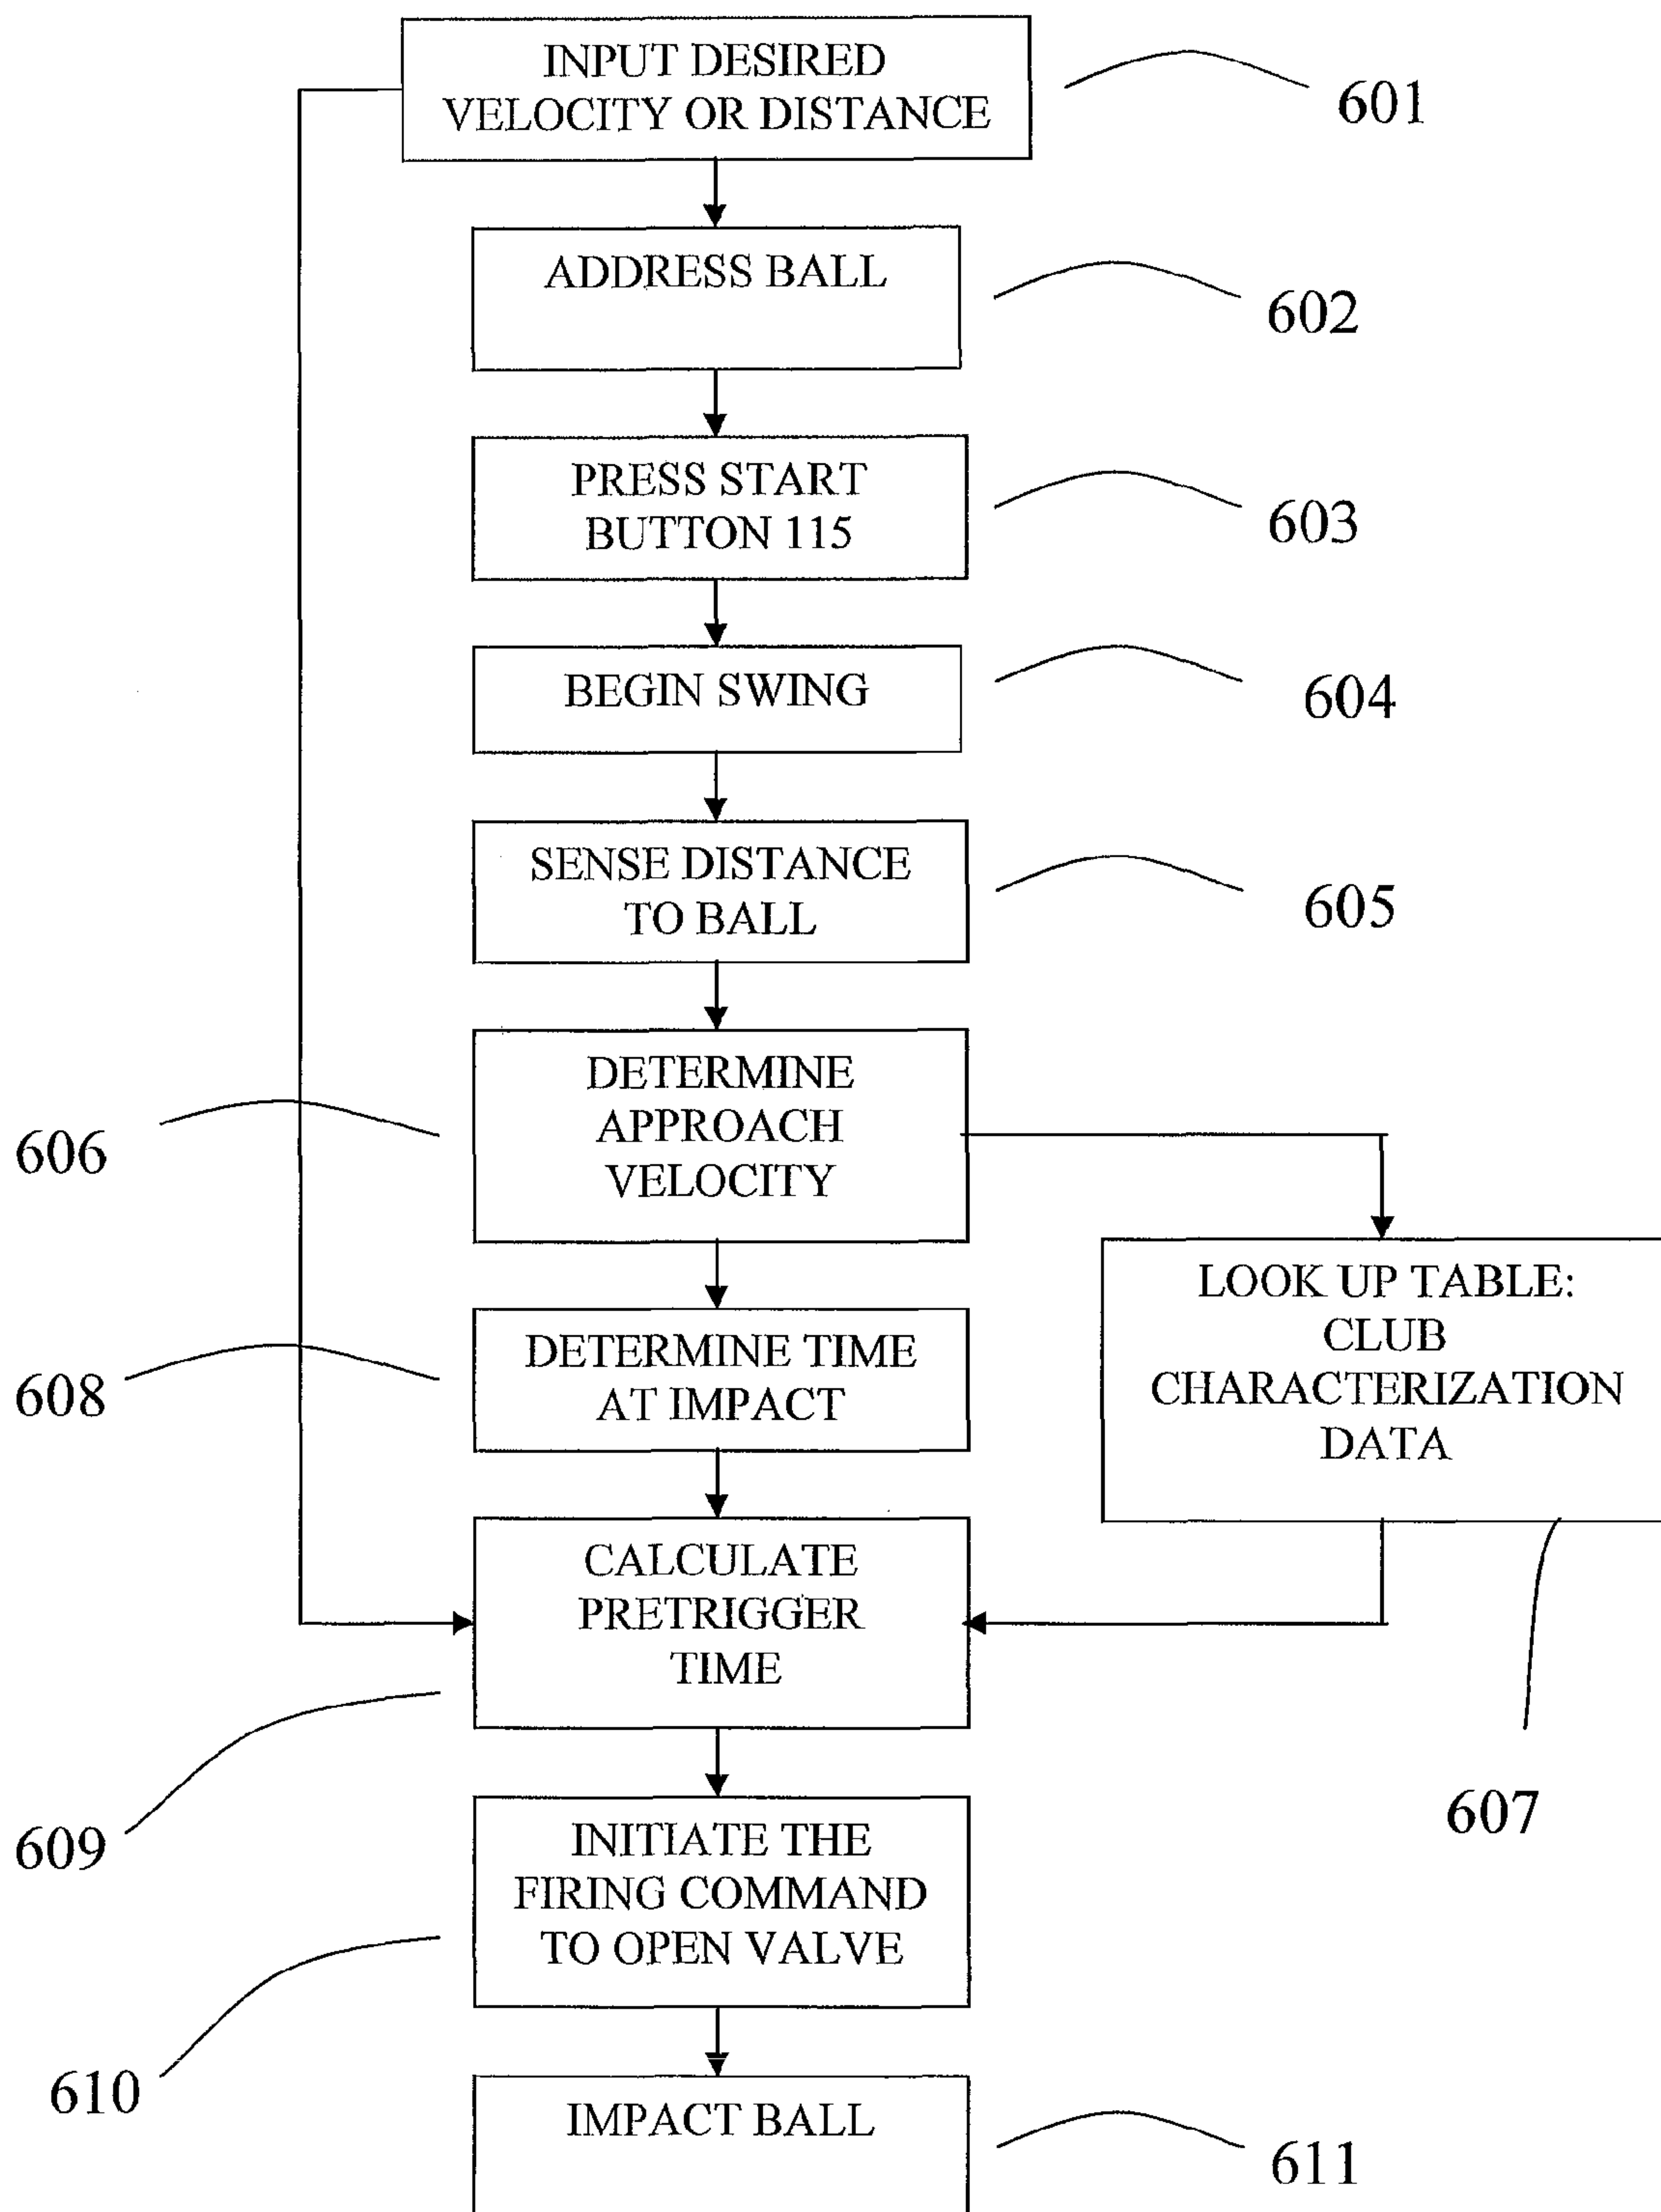 INPUT DESIRED
VELOCITY OR DISTANCE
601
ADDRESS BALL
602
PRESS START
BUTTON 115
603
BEGIN SWING
604
SENSE DISTANCE
TO BALL
605
DETERMINE
APPROACH
VELOCITY
606
LOOK UP TABLE:
CLUB
CHARACTERIZATION
DATA
607
DETERMINE TIME
AT IMPACT
608
CALCULATE
PRETRIGGER
TIME
609
INITIATE THE
FIRING COMMAND
TO OPEN VALVE
610
IMPACT BALL
611